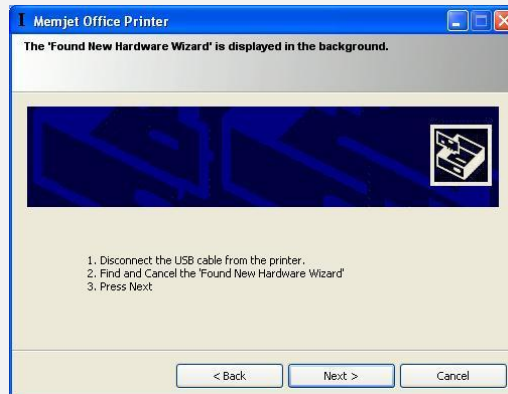 Memjet Office Printer
The 'Found New Hardware Wizard' is displayed in the background.
1. Disconnect the USB cable from the printer.
2. Find and Cancel the 'Found New Hardware Wizard'
3. Press Next
< Back
Next >
Cancel